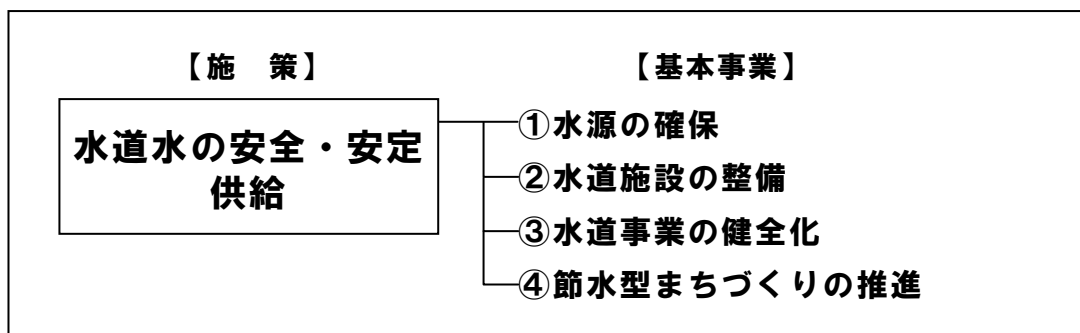 【施　策】
【基本事業】
水道水の安全・安定
供給
①水源の確保
②水道施設の整備
③水道事業の健全化
④節水型まちづくりの推進